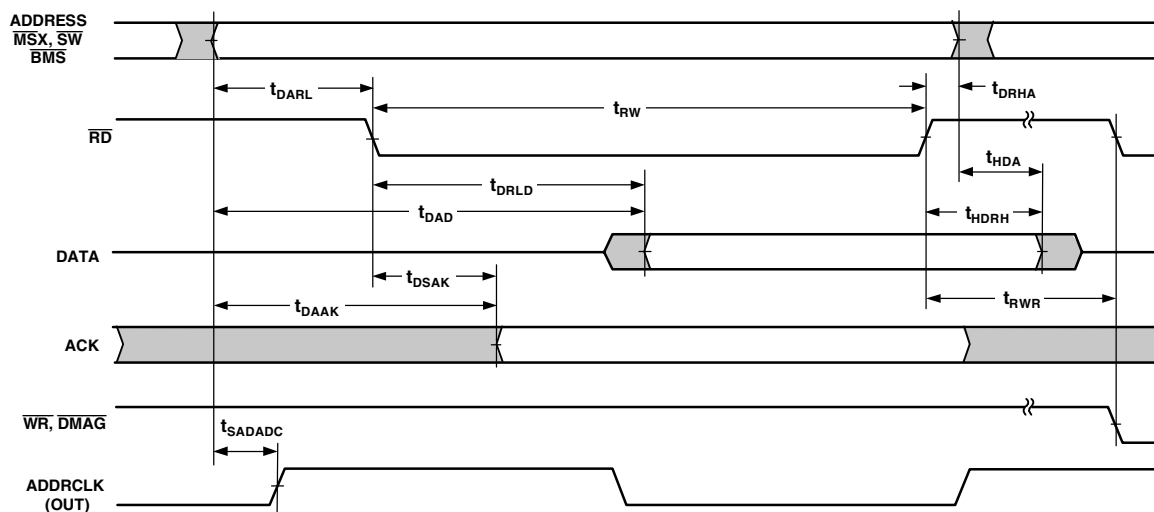 ADDRESS
MSX, SW
BMS
tDARL
tRW
tDRHA
RD
tHDA
tDRLD
tDAD
tHDRH
DATA
tDSAK
tDAAK
tRWR
ACK
WR, DMAG
tSADADC
ADDRCLK
(OUT)